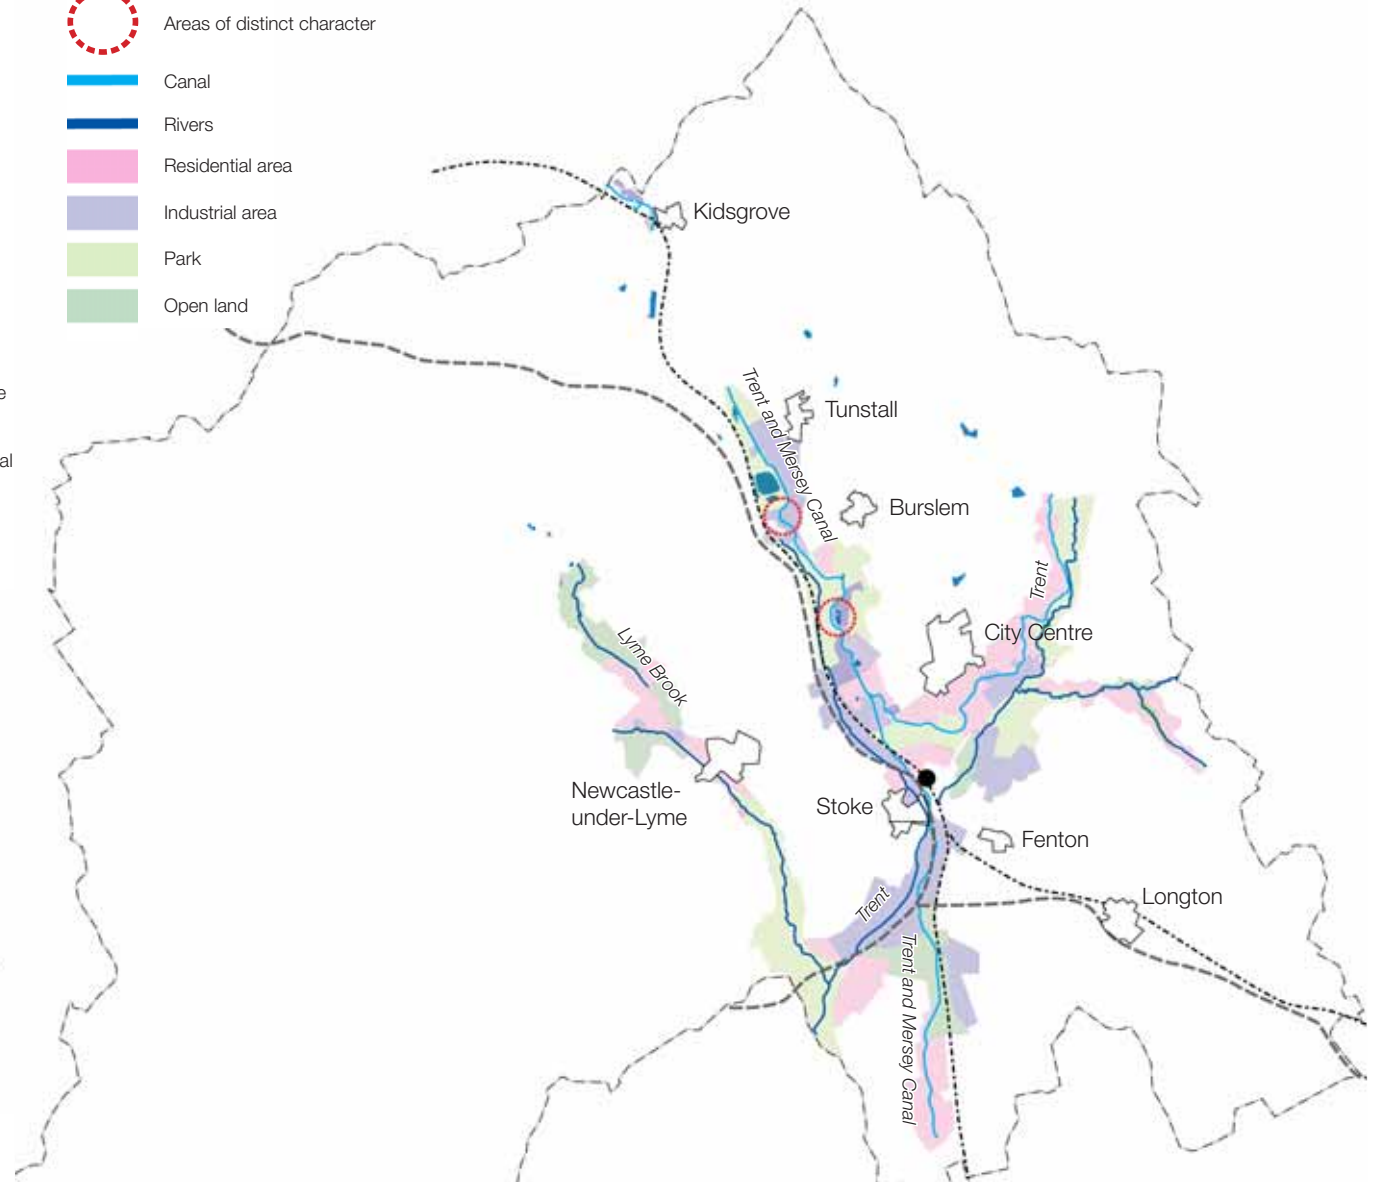 Areas of distinct character
Canal
Rivers
Residential area
Industrial area
Park
Open land
e
al
Kidsgrove
Tunstall
Trent and Mersey Canal
Burslem
Trent
City Centre
Lyme Brook
Newcastle-
under-Lyme
Stoke
Fenton
Longton
Trent
Trent and Mersey Canal